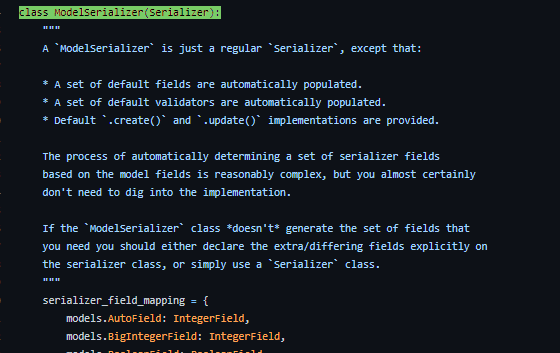 class ModelSerializer(Serializer):
"""
A `ModelSerializer` is just a regular `Serializer`, except that:
* A set of default fields are automatically populated.
* A set of default validators are automatically populated.
* Default `.create()` and `.update()` implementations are provided.
The process of automatically determining a set of serializer fields
based on the model fields is reasonably complex, but you almost certainly
don't need to dig into the implementation.
If the `ModelSerializer` class *doesn't* generate the set of fields that
you need you should either declare the extra/differing fields explicitly on
the serializer class, or simply use a `Serializer` class.
"""
serializer_field_mapping = {
models.AutoField: IntegerField,
models.BigIntegerField: IntegerField,
models.BooleanField: BooleanField,